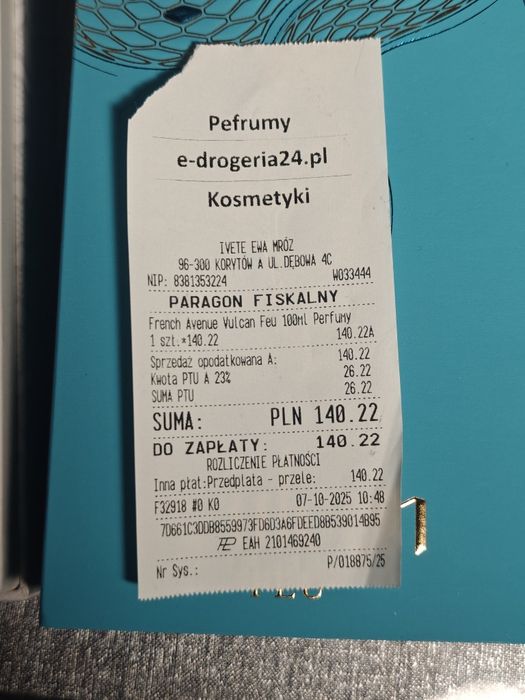 Pefrumy
e-drogeria24.pl
Kosmetyki
IVETE EWA MRÓZ
96-300 KORYTÓW A UL.DĘBOWA 4C
NIP: 8381353224 W033444
PARAGON FISKALNY
French Avenue Vulcan Feu 100ml Perfumy
1 szt.*140.22 140.22A
Sprzedaż opodatkowana A: 140.22
Kwota PTU A 23% 26.22
SUMA PTU 26.22
SUMA: PLN 140.22
DO ZAPŁATY: 140.22
ROZLICZENIE PŁATNOŚCI
Inna płat:Przedpłata - przele: 140.22
F32918 #0 K0 07-10-2025 10:48
7D661C3DDB8559973FD6D3A6FDEED8B539014B95
EAH 2101469240
Nr Sys.: P/018875/25